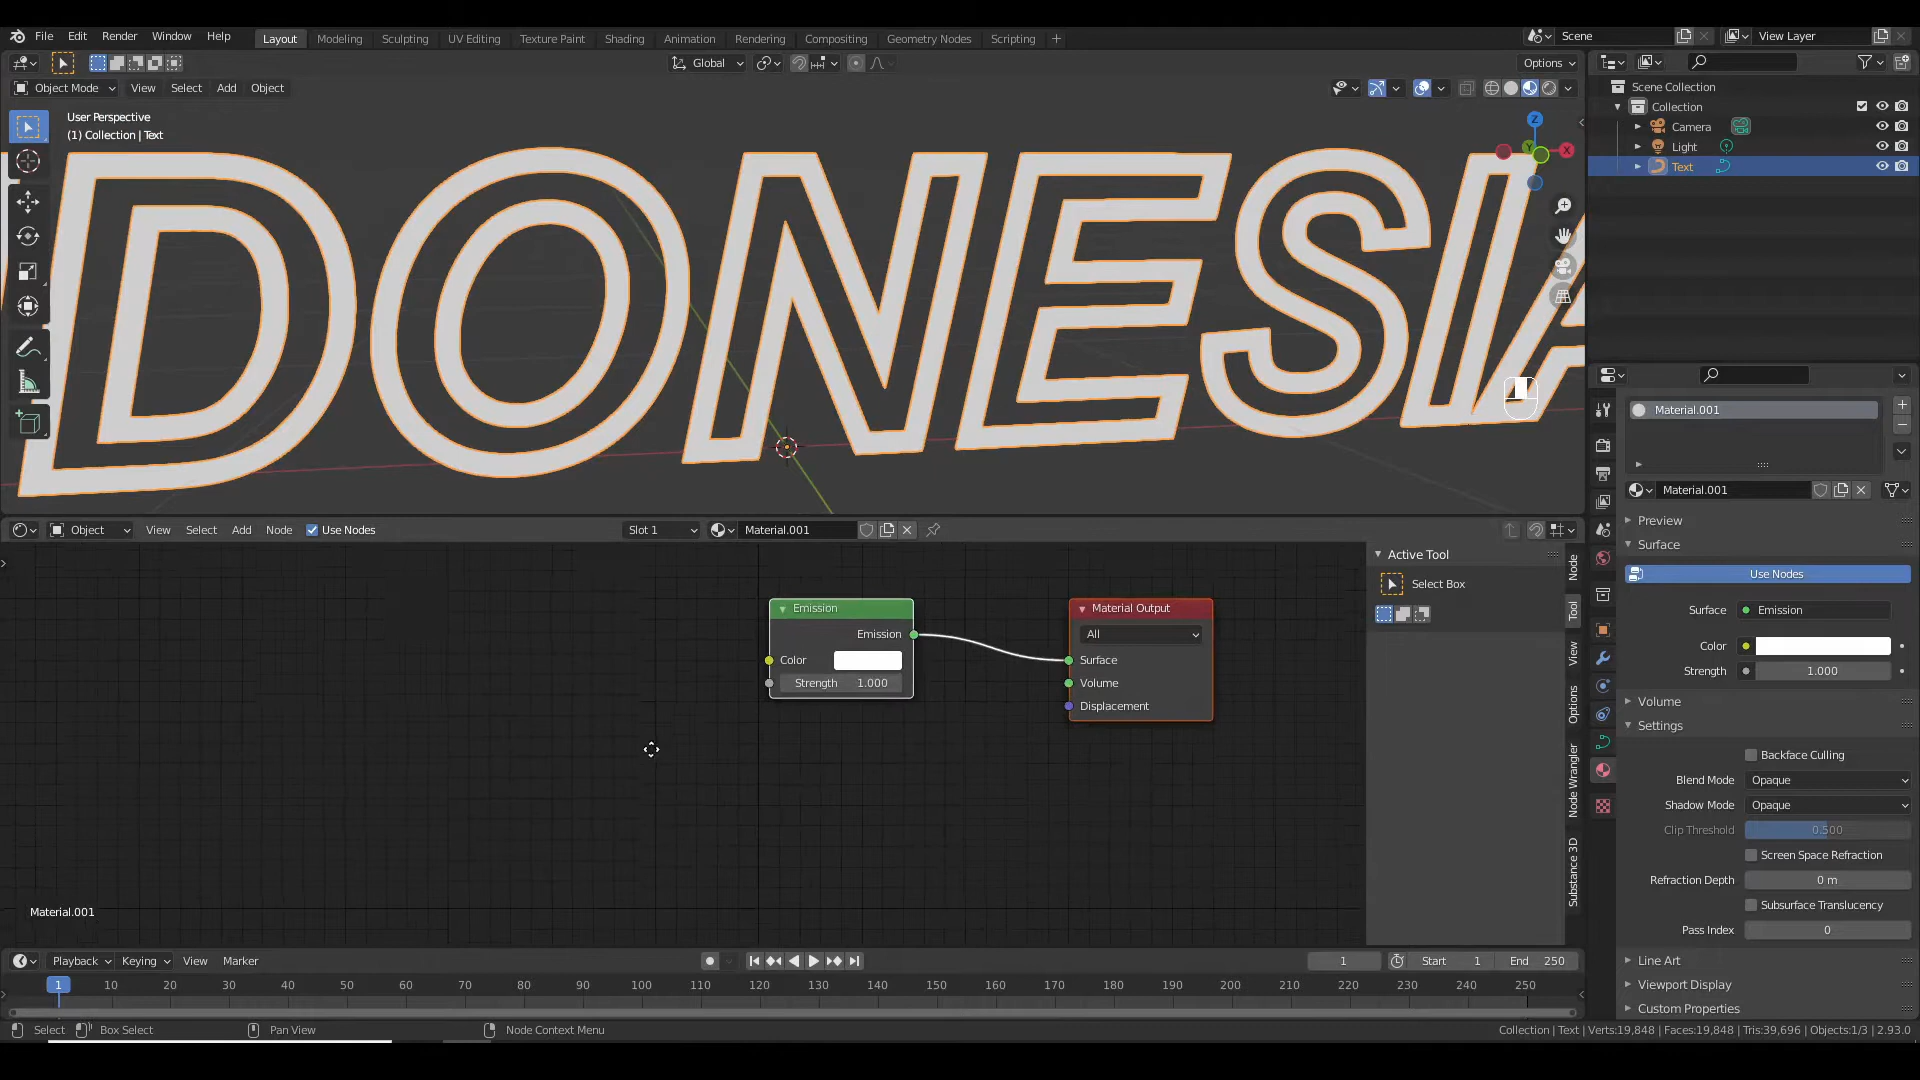 File Edit Render Window Help Layout Modeling Sculpting UV Editing Texture Paint Shading Animation Rendering Compositing Geometry Nodes Scripting + Scene View Layer
Global Options
Object Mode View Select Add Object
User Perspective
(1) Collection | Text
Z
Y
X
DONESIA
Scene Collection
Collection
Camera
Light
Text
Material.001
Material.001
Preview
Surface
Use Nodes
Surface Emission
Color
Strength 1.000
Volume
Settings
Backface Culling
Blend Mode Opaque
Shadow Mode Opaque
Clip Threshold 0.500
Screen Space Refraction
Refraction Depth 0 m
Subsurface Translucency
Pass Index 0
Line Art
Viewport Display
Custom Properties
Object View Select Add Node Use Nodes Slot 1 Material.001
Emission
Emission
Color
Strength 1.000
Material Output
All
Surface
Volume
Displacement
Active Tool
Select Box
Node
Tool
View
Options
Node Wrangler
Substance 3D
Material.001
Playback Keying View Marker 1 Start 1 End 250
1 10 20 30 40 50 60 70 80 90 100 110 120 130 140 150 160 170 180 190 200 210 220 230 240 250
Select Box Select Pan View Node Context Menu Collection | Text | Verts:19,848 | Faces:19,848 | Tris:39,696 | Objects:1/3 | 2.93.0